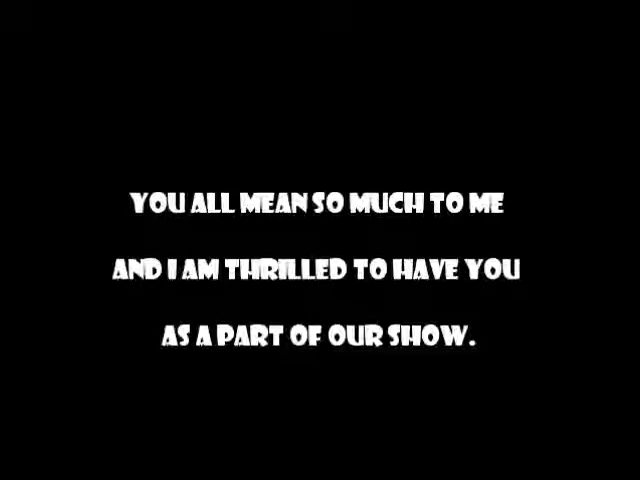 YOU ALL MEAN SO MUCH TO ME
AND I AM THRILLED TO HAVE YOU
AS A PART OF OUR SHOW.